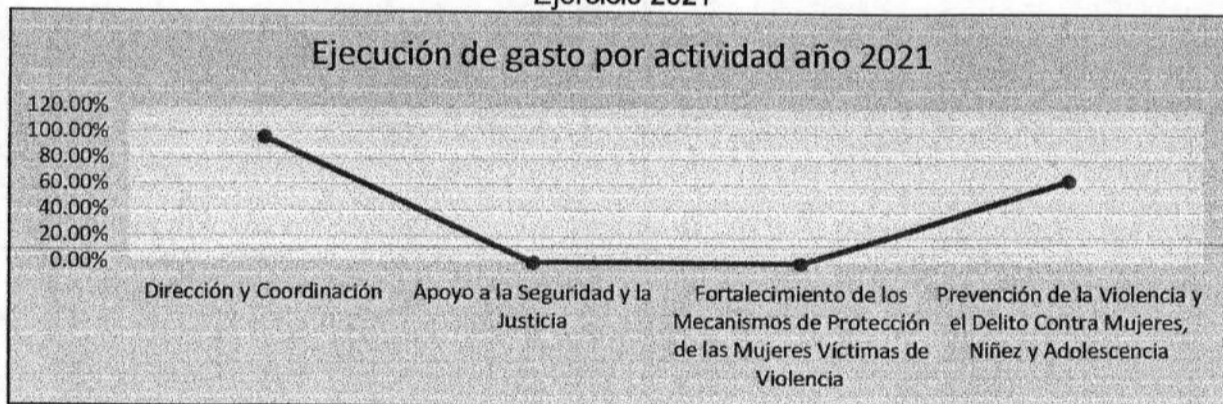 Ejercicio 2021
Ejecución de gasto por actividad año 2021
120.00%
100.00%
80.00%
60.00%
40.00%
20.00%
0.00%
Dirección y Coordinación
Apoyo a la Seguridad y la
Justicia
Fortalecimiento de los
Mecanismos de Protección
de las Mujeres Víctimas de
Violencia
Prevención de la Violencia y
el Delito Contra Mujeres,
Niñez y Adolescencia